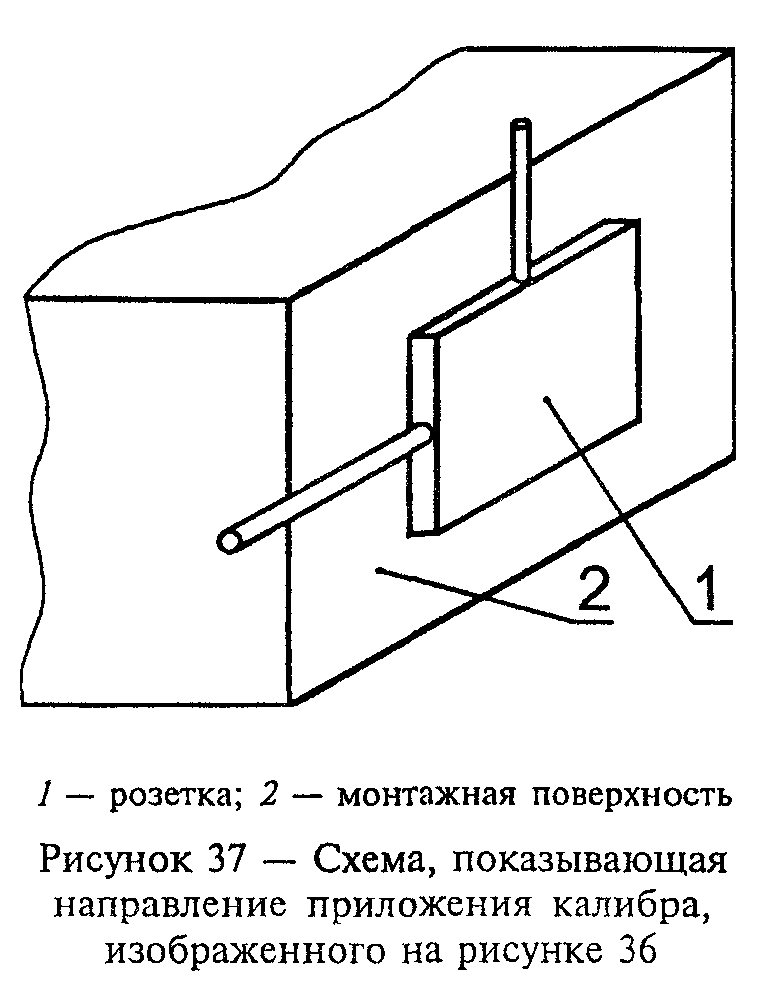 2 1
1 — розетка; 2 — монтажная поверхность
Рисунок 37 — Схема, показывающая
направление приложения калибра,
изображенного на рисунке 36